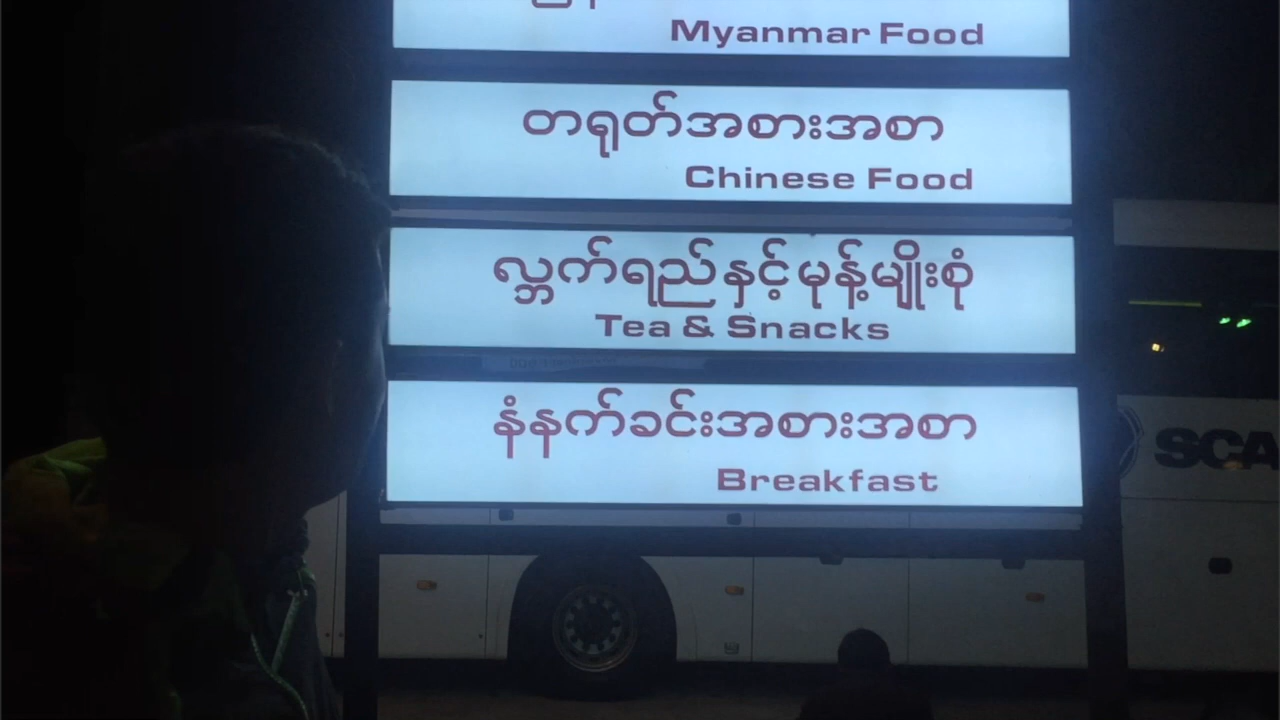 Myanmar Food
တရုတ်အစားအစာ
Chinese Food
လ္ဘက်ရည်နှင့်မုန့်မျိုးစုံ
Tea & Snacks
နံနက်ခင်းအစားအစာ
Breakfast